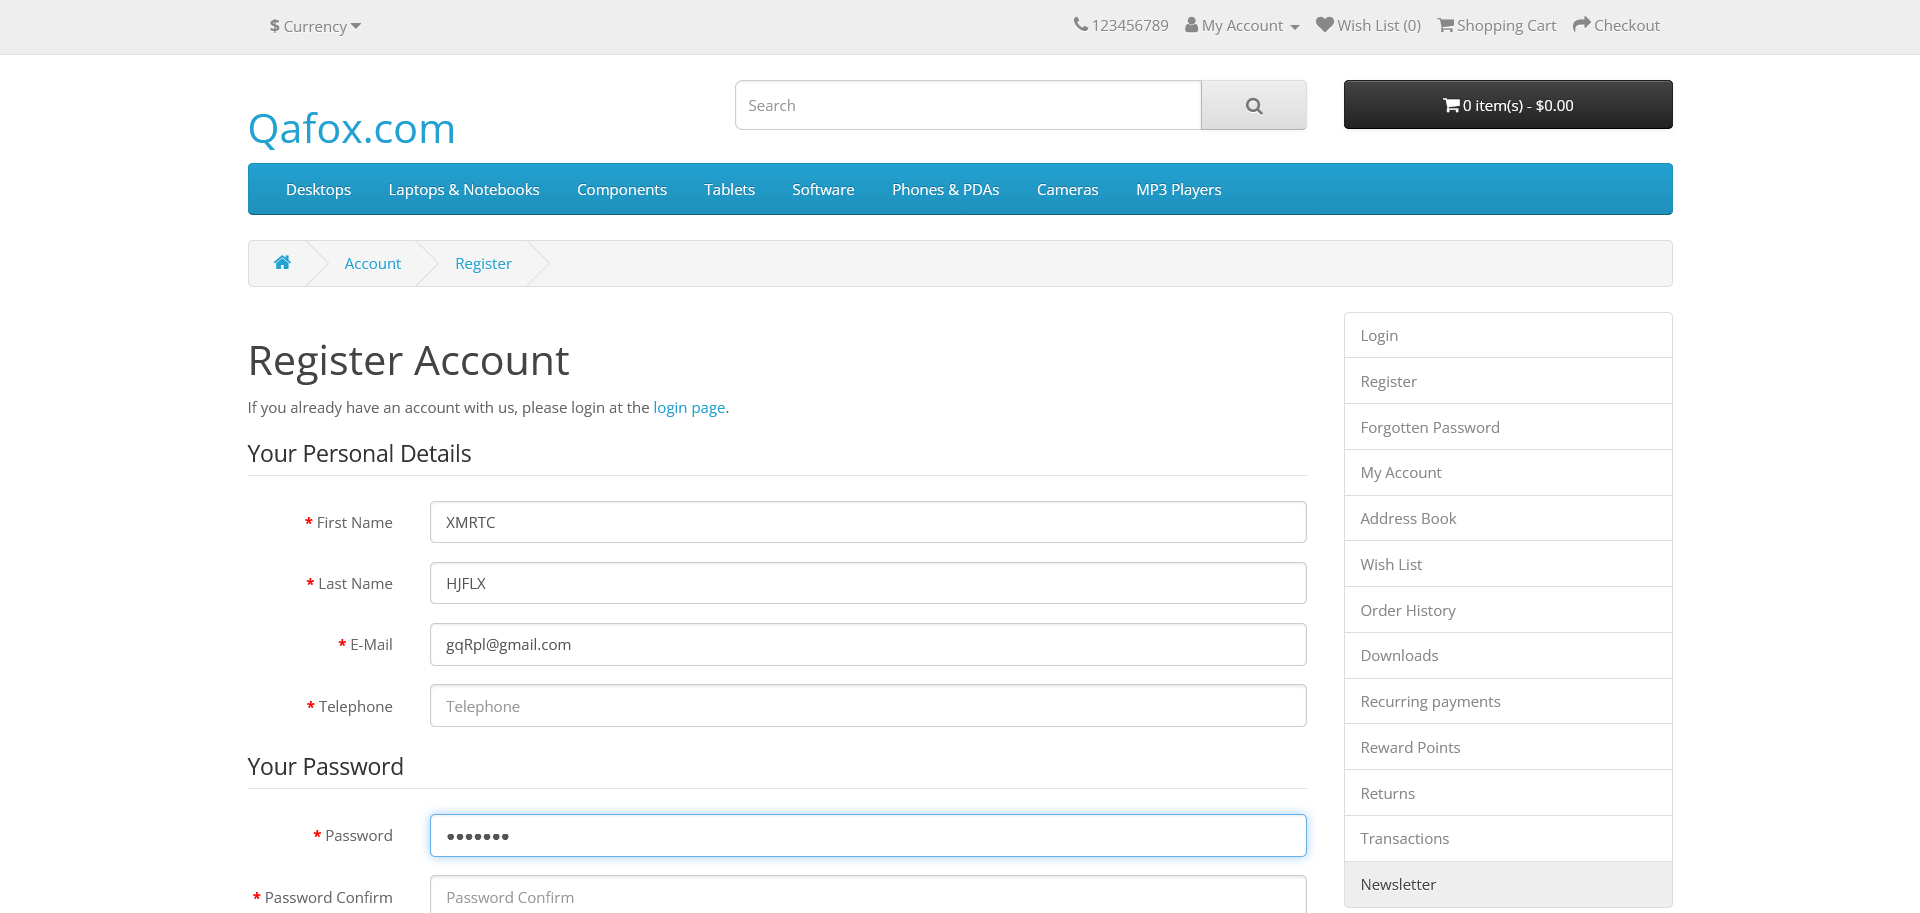 $ Currency
123456789 My Account Wish List (0) Shopping Cart Checkout
Search
0 item(s) - $0.00
Qafox.com
Desktops Laptops & Notebooks Components Tablets Software Phones & PDAs Cameras MP3 Players
Account Register
Register Account
If you already have an account with us, please login at the login page.
Your Personal Details
* First Name XMRTC
* Last Name HJFLX
* E-Mail gqRpl@gmail.com
* Telephone Telephone
Your Password
* Password •••••••
* Password Confirm Password Confirm
Login
Register
Forgotten Password
My Account
Address Book
Wish List
Order History
Downloads
Recurring payments
Reward Points
Returns
Transactions
Newsletter